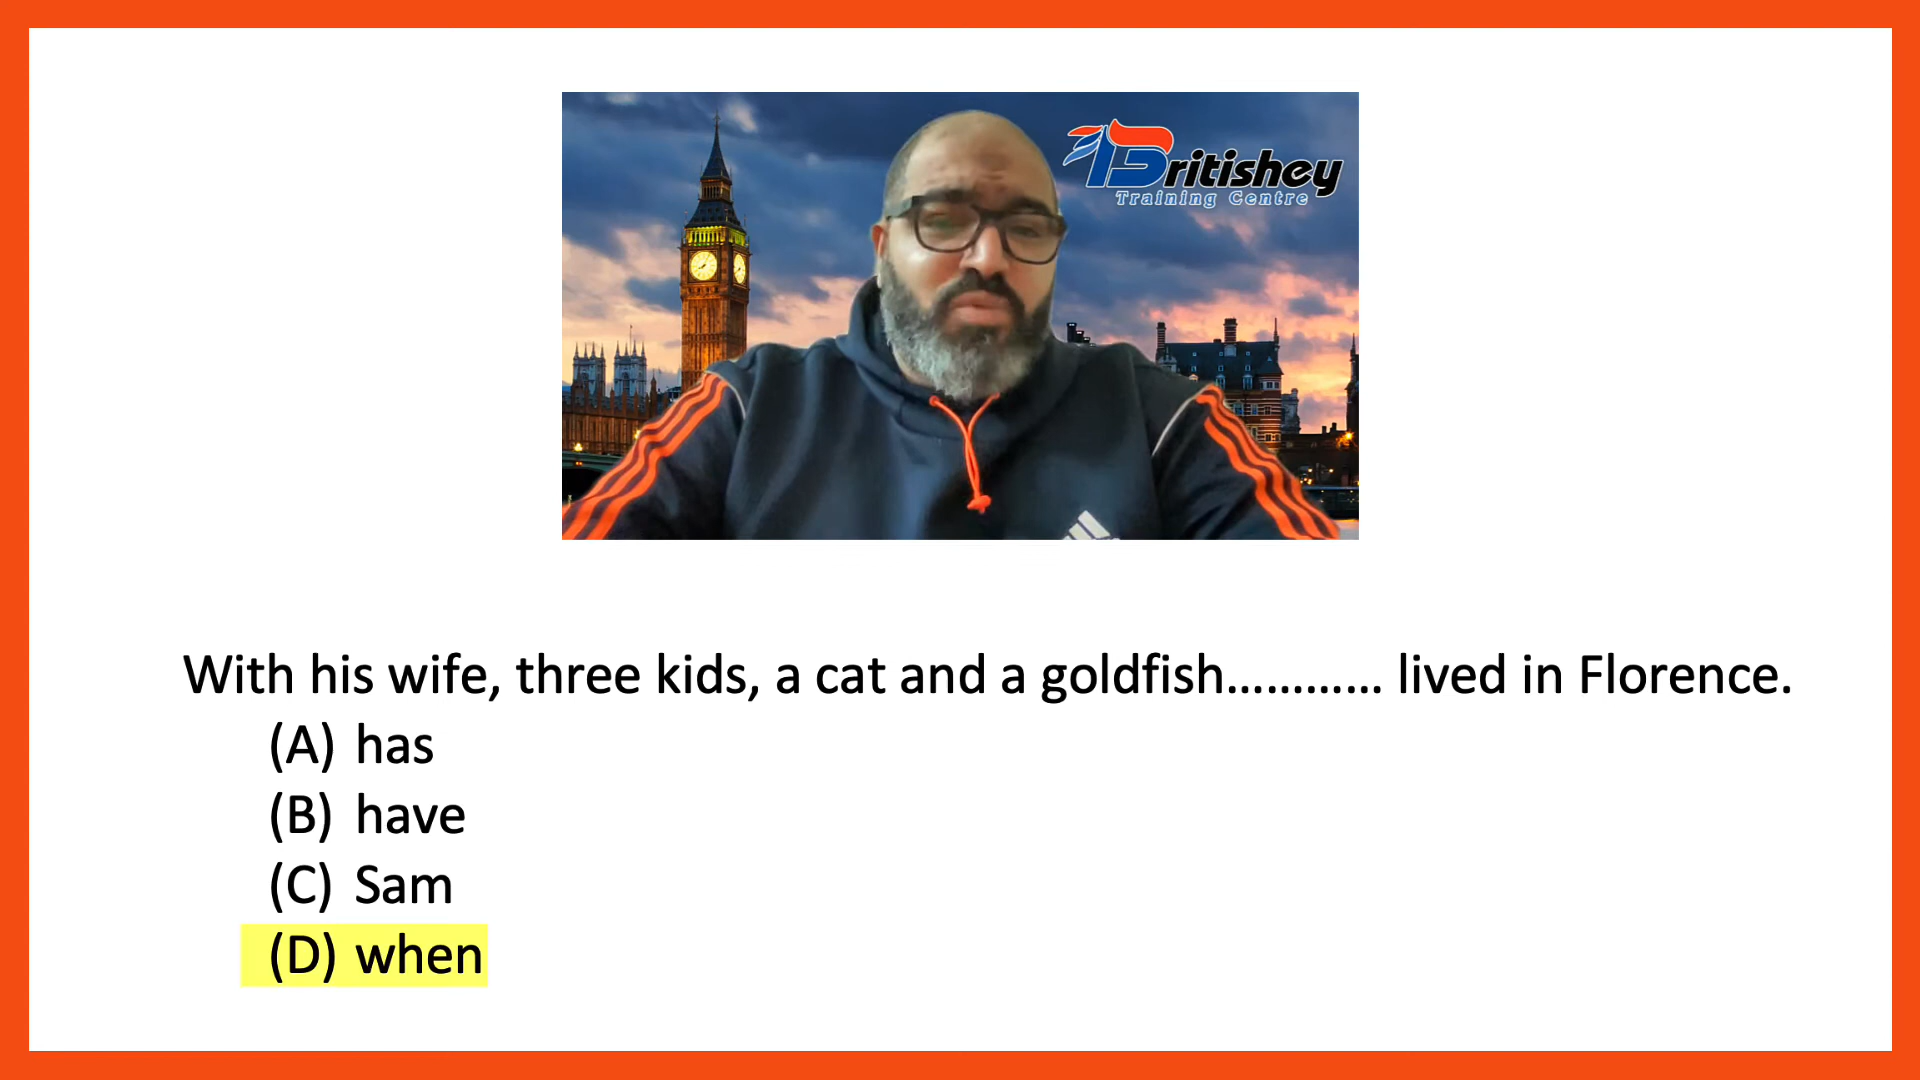 Britishey
Training Centre
With his wife, three kids, a cat and a goldfish............ lived in Florence.
(A) has
(B) have
(C) Sam
(D) when